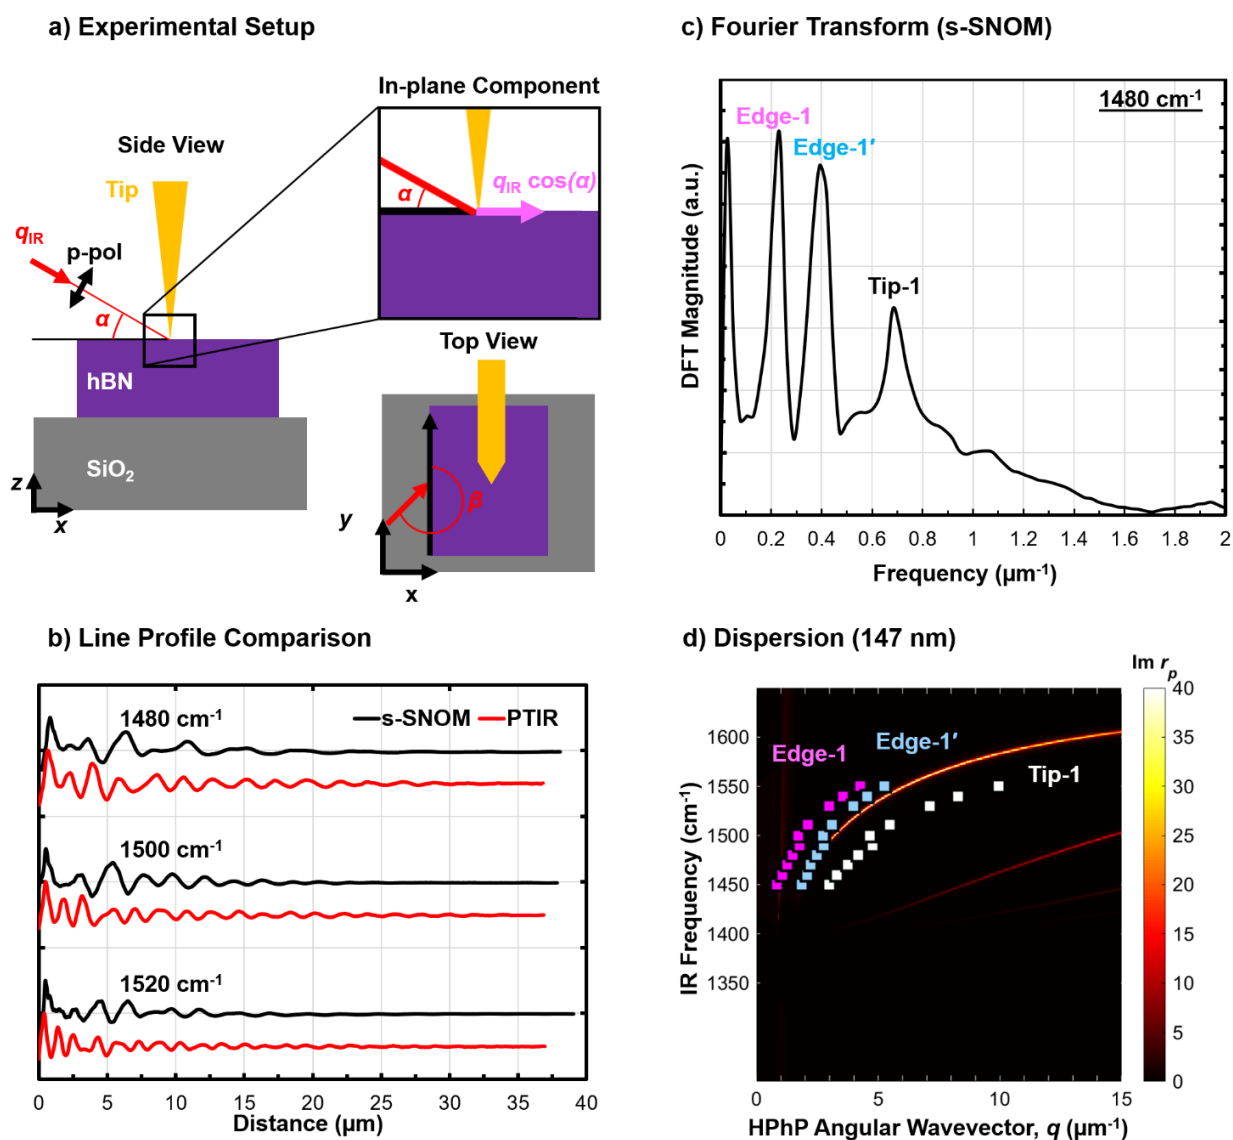 a) Experimental Setup
Side View
Tip
q_IR
p-pol
α
hBN
SiO₂
z
x
In-plane Component
α
q_IR cos(α)
Top View
β
y
x
c) Fourier Transform (s-SNOM)
DFT Magnitude (a.u.)
1480 cm⁻¹
Edge-1
Edge-1′
Tip-1
0 0.2 0.4 0.6 0.8 1 1.2 1.4 1.6 1.8 2
Frequency (µm⁻¹)
b) Line Profile Comparison
1480 cm⁻¹
s-SNOM PTIR
1500 cm⁻¹
1520 cm⁻¹
0 5 10 15 20 25 30 35 40
Distance (µm)
d) Dispersion (147 nm)
Im r_p
IR Frequency (cm⁻¹)
1600
1550
1500
1450
1400
1350
Edge-1
Edge-1′
Tip-1
0 5 10 15
HPhP Angular Wavevector, q (µm⁻¹)
40
35
30
25
20
15
10
5
0